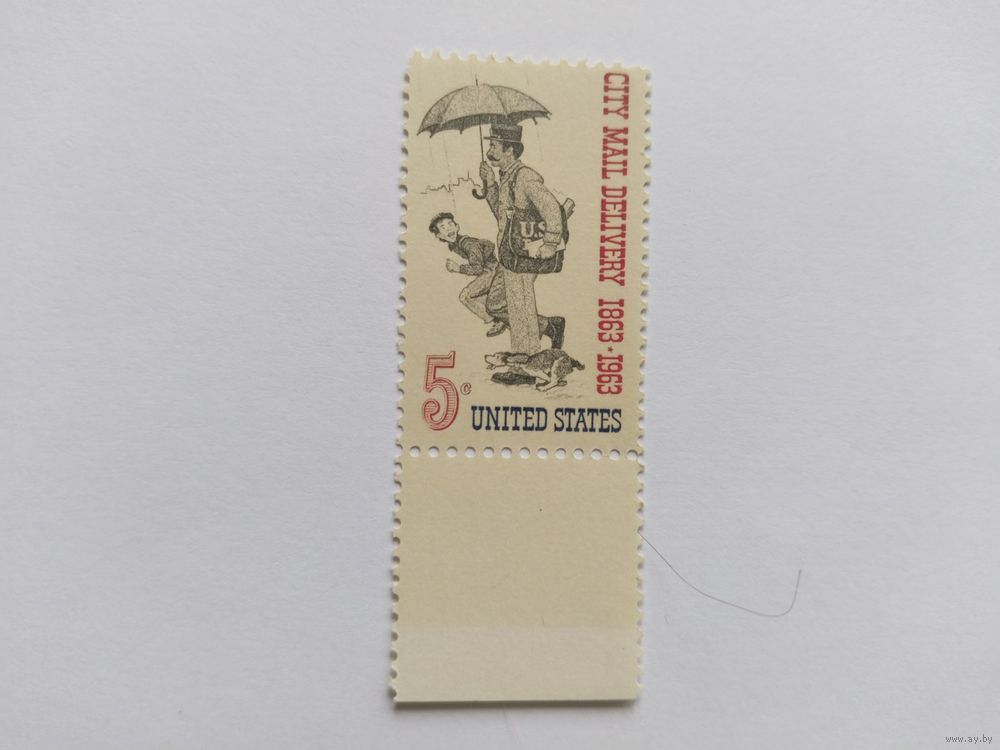 CITY MAIL DELIVERY 1863★1963
U.S
5c
UNITED STATES
www.ay.by